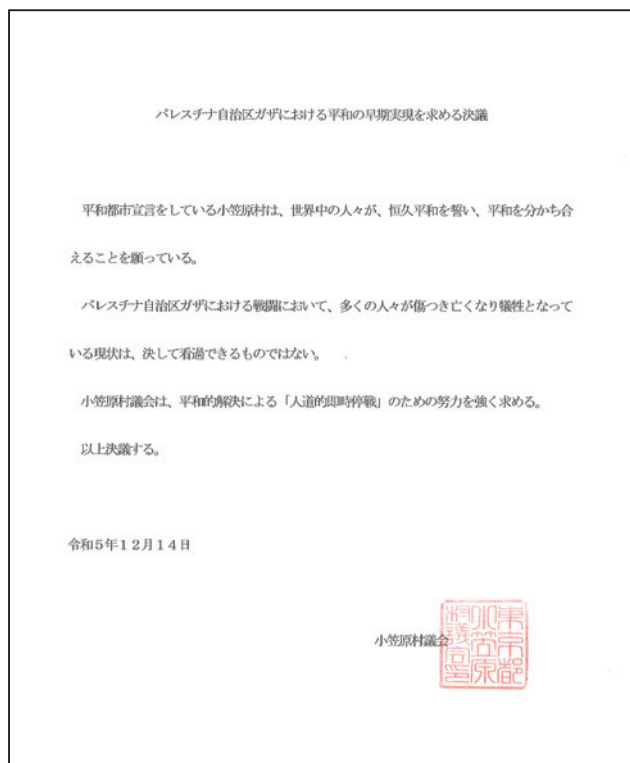 パレスチナ自治区ガザにおける平和の早期実現を求める決議
平和都市宣言をしている小笠原村は、世界中の人々が、恒久平和を誓い、平和を分かち合
えることを願っている。
パレスチナ自治区ガザにおける戦闘において、多くの人々が傷つき亡くなり犠牲となって
いる現状は、決して看過できるものではない。
小笠原村議会は、平和的解決による「人道的即時停戦」のための努力を強く求める。
以上決議する。
令和5年12月14日
小笠原村議会
東京都
小笠原
村議会印